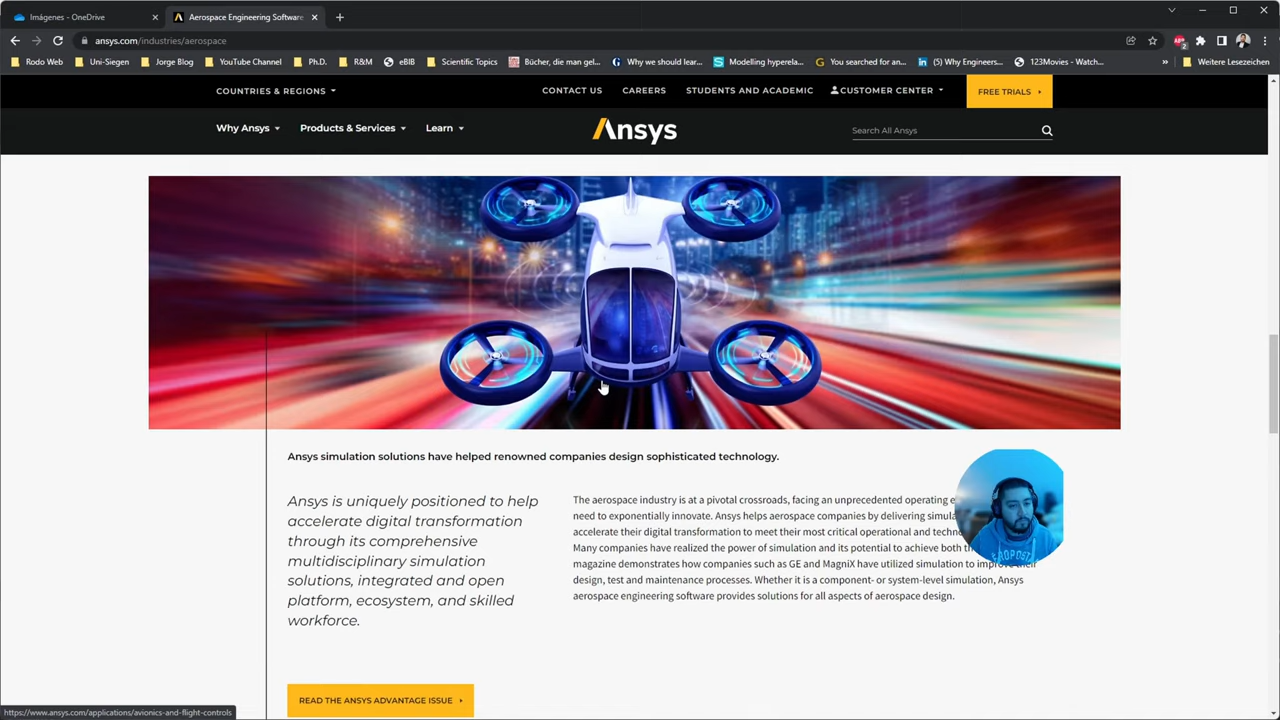 Imágenes - OneDrive
Aerospace Engineering Software
ansys.com/industries/aerospace
Rodo Web
Uni-Siegen
Jorge Blog
YouTube Channel
Ph.D.
R&M
eBIB
Scientific Topics
Bücher, die man gel...
Why we should lear...
Modelling hyperela...
You searched for an...
(5) Why Engineers...
123Movies - Watch...
Weitere Lesezeichen
COUNTRIES & REGIONS
CONTACT US
CAREERS
STUDENTS AND ACADEMIC
CUSTOMER CENTER
FREE TRIALS
Why Ansys
Products & Services
Learn
Ansys
Search All Ansys
Ansys simulation solutions have helped renowned companies design sophisticated technology.
Ansys is uniquely positioned to help
accelerate digital transformation
through its comprehensive
multidisciplinary simulation
solutions, integrated and open
platform, ecosystem, and skilled
workforce.
The aerospace industry is at a pivotal crossroads, facing an unprecedented operating
need to exponentially innovate. Ansys helps aerospace companies by delivering
accelerate their digital transformation to meet their most critical operational and
Many companies have realized the power of simulation and its potential to achieve both
magazine demonstrates how companies such as GE and MagniX have utilized simulation to improve their
design, test and maintenance processes. Whether it is a component- or system-level simulation, Ansys
aerospace engineering software provides solutions for all aspects of aerospace design.
READ THE ANSYS ADVANTAGE ISSUE
https://www.ansys.com/applications/avionics-and-flight-controls